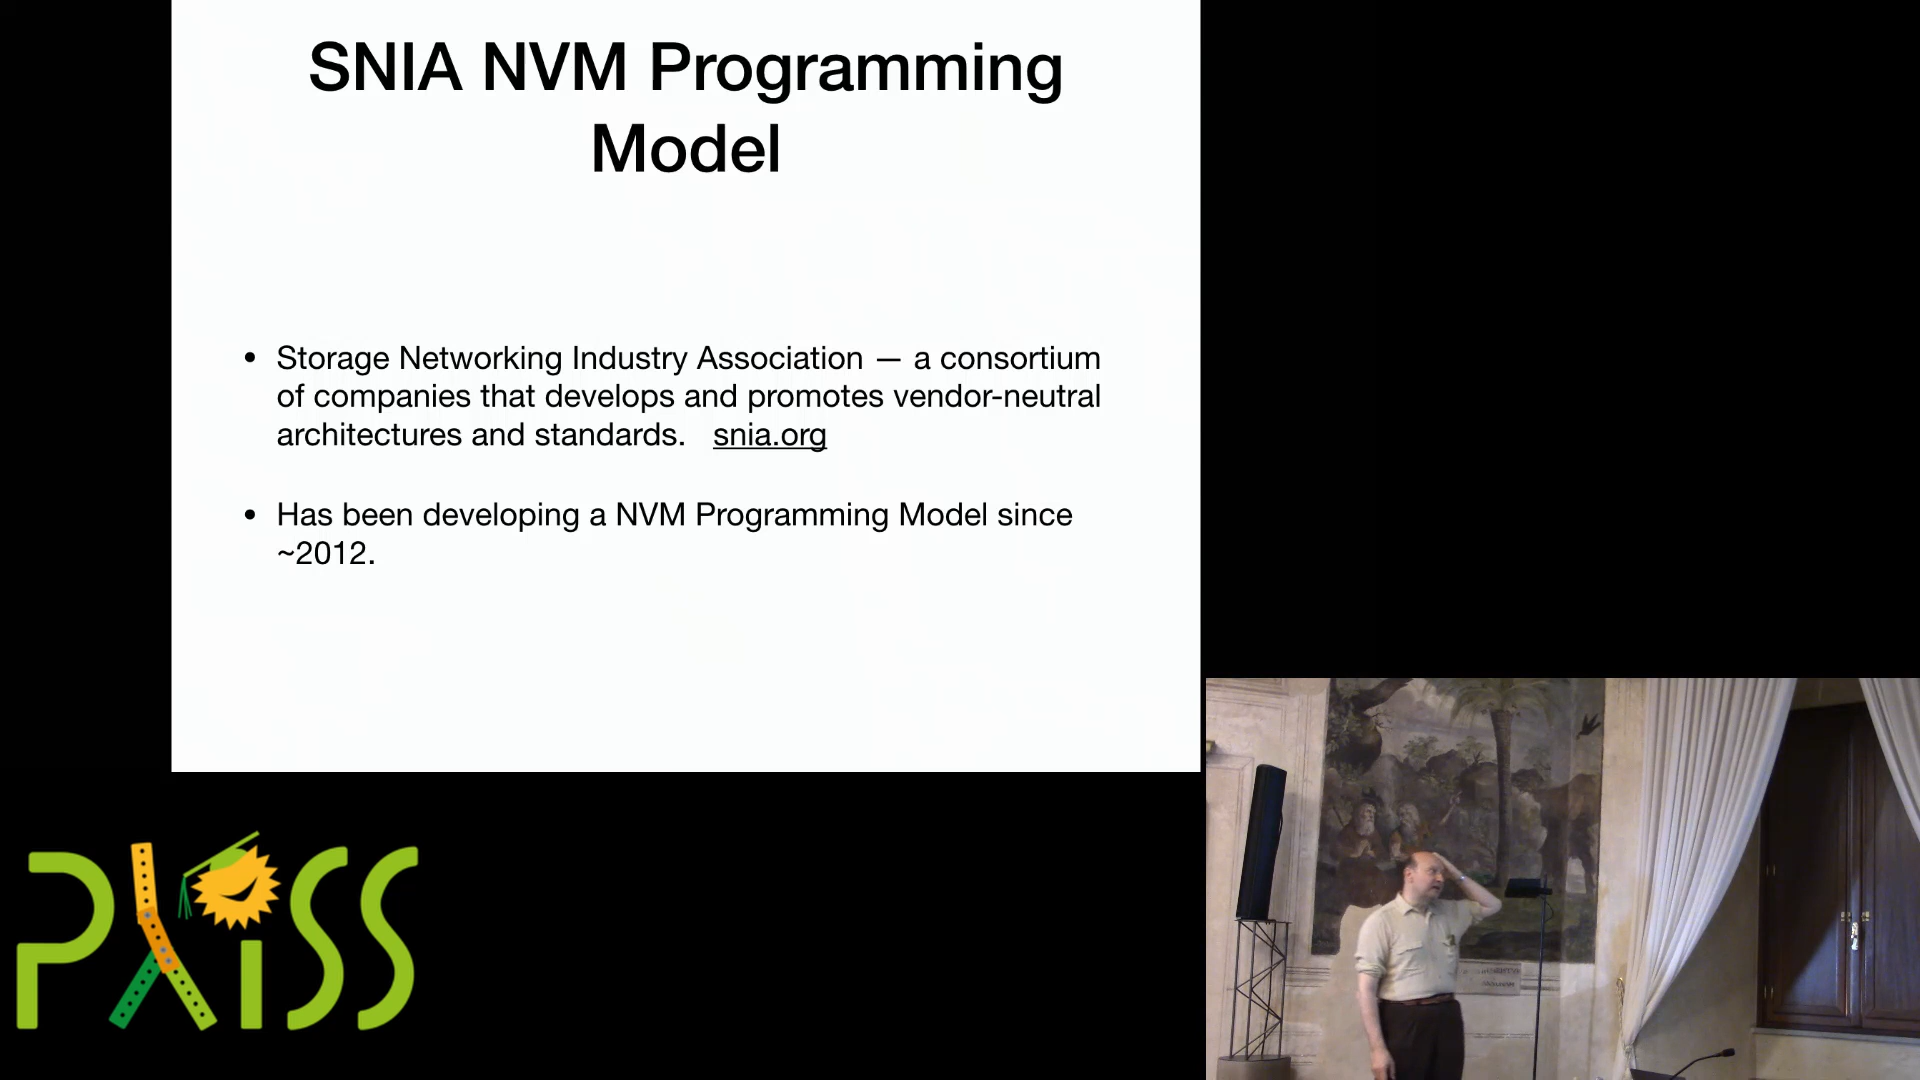 SNIA NVM Programming
Model
• Storage Networking Industry Association — a consortium
of companies that develops and promotes vendor-neutral
architectures and standards. snia.org
• Has been developing a NVM Programming Model since
~2012.
PLISS